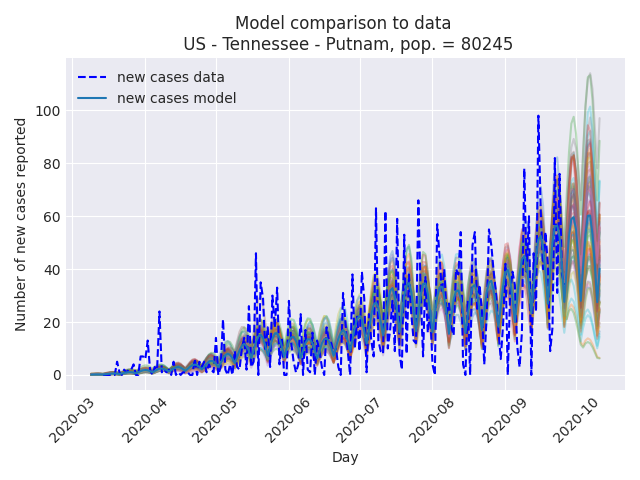 Model comparison to data
US - Tennessee - Putnam, pop. = 80245
new cases data
new cases model
Number of new cases reported
100
80
60
40
20
0
2020-03
2020-04
2020-05
2020-06
2020-07
2020-08
2020-09
2020-10
Day